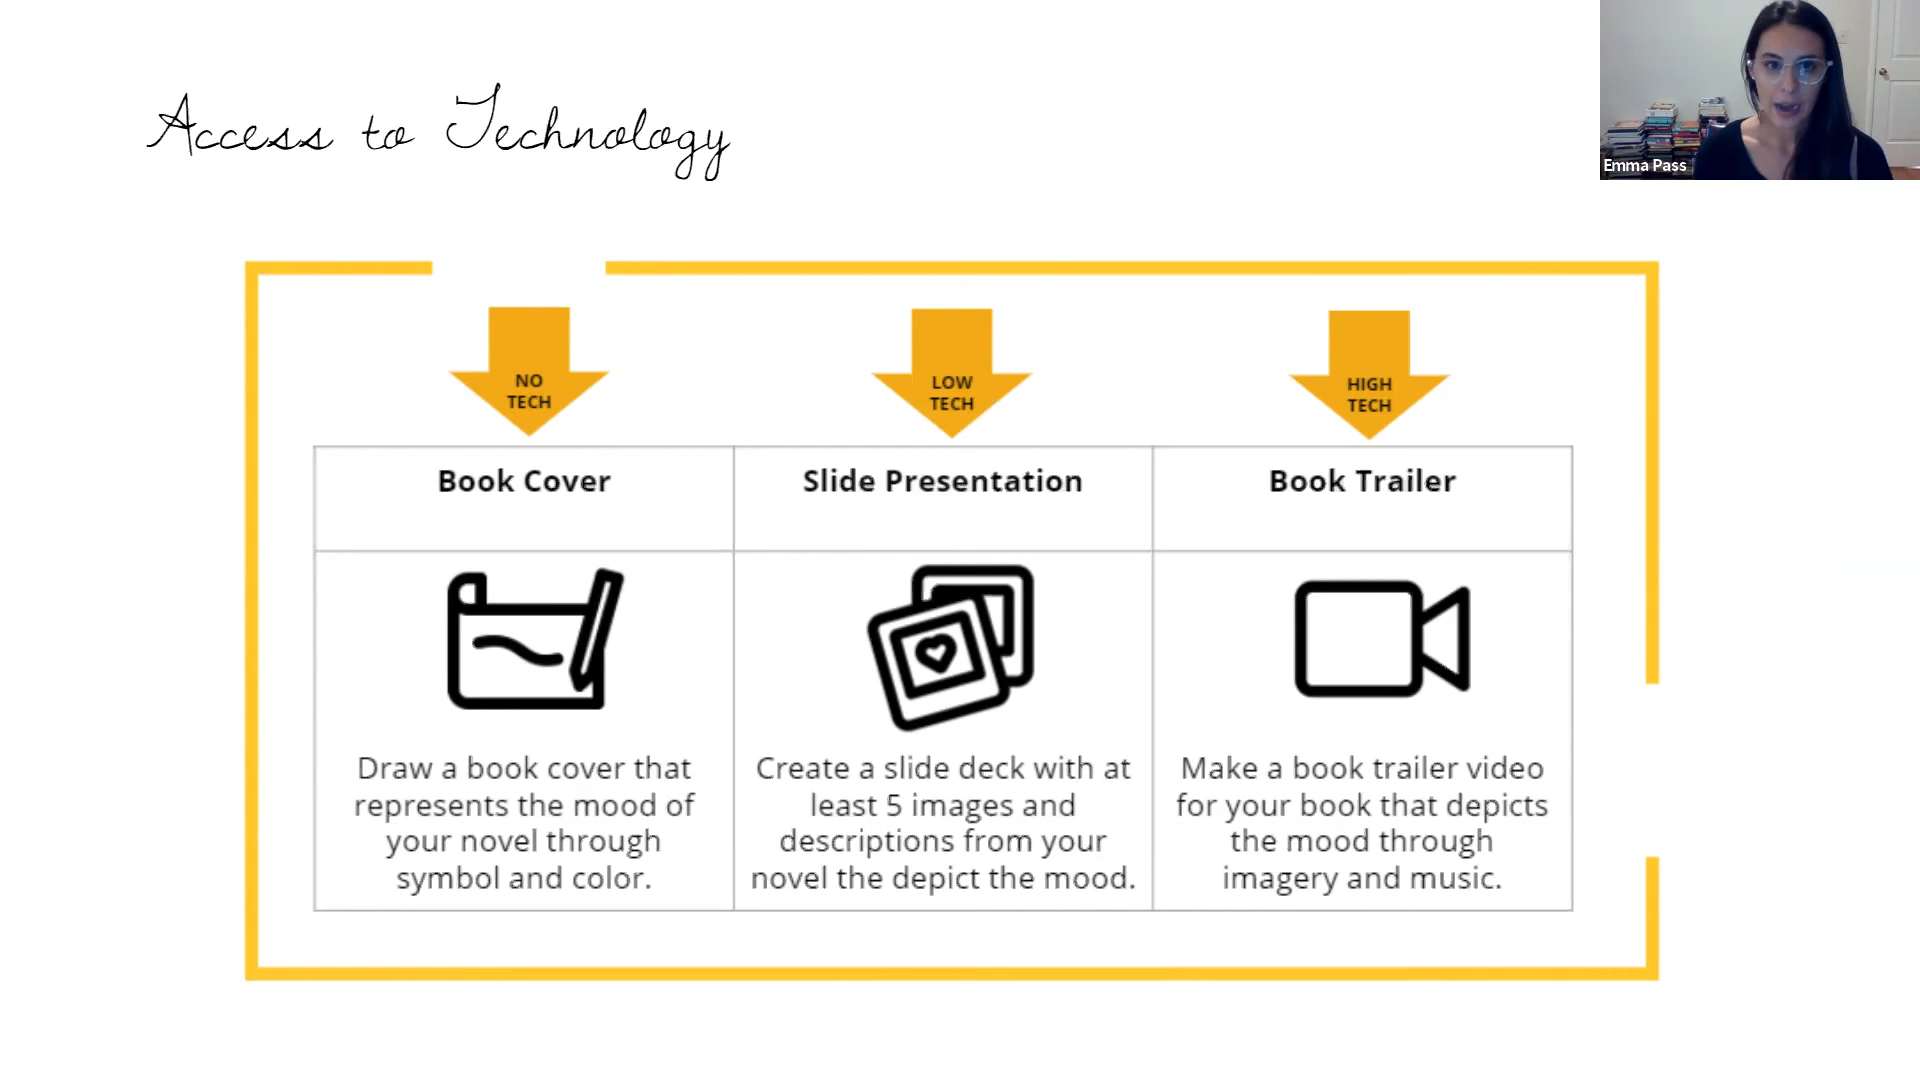 Access to Technology
Emma Pass
NO
TECH
LOW
TECH
HIGH
TECH
Book Cover
Slide Presentation
Book Trailer
Draw a book cover that
represents the mood of
your novel through
symbol and color.
Create a slide deck with at
least 5 images and
descriptions from your
novel the depict the mood.
Make a book trailer video
for your book that depicts
the mood through
imagery and music.